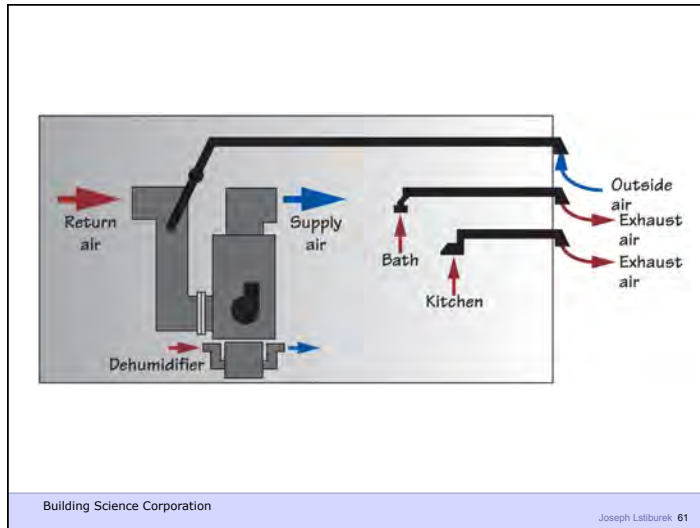 Return
air
Supply
air
Outside
air
Exhaust
air
Bath
Exhaust
air
Kitchen
Dehumidifier
Building Science Corporation
Joseph Lstiburek 61